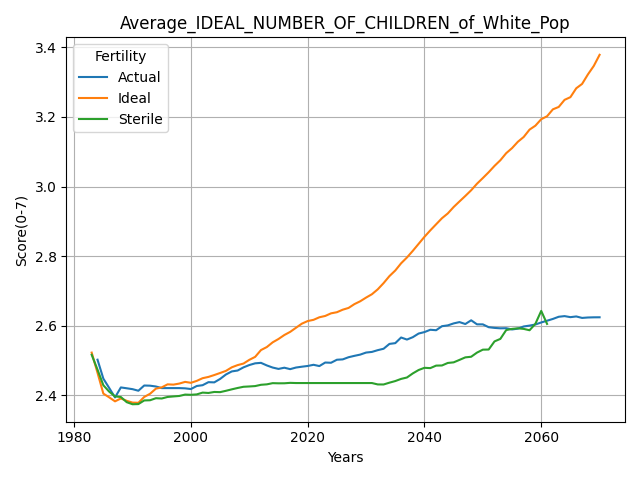 Average_IDEAL_NUMBER_OF_CHILDREN_of_White_Pop
Fertility
Actual
Ideal
Sterile
3.4
3.2
3.0
2.8
2.6
2.4
Score(0-7)
1980
2000
2020
2040
2060
Years